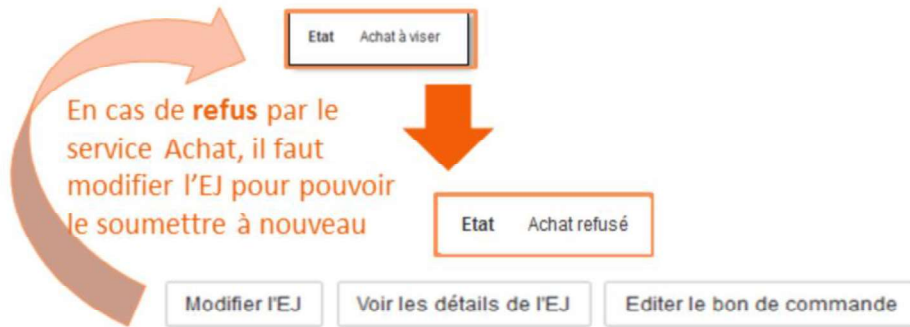 Etat Achat à viser
En cas de refus par le
service Achat, il faut
modifier l'EJ pour pouvoir
le soumettre à nouveau
Etat Achat refusé
Modifier l'EJ Voir les détails de l'EJ Editer le bon de commande